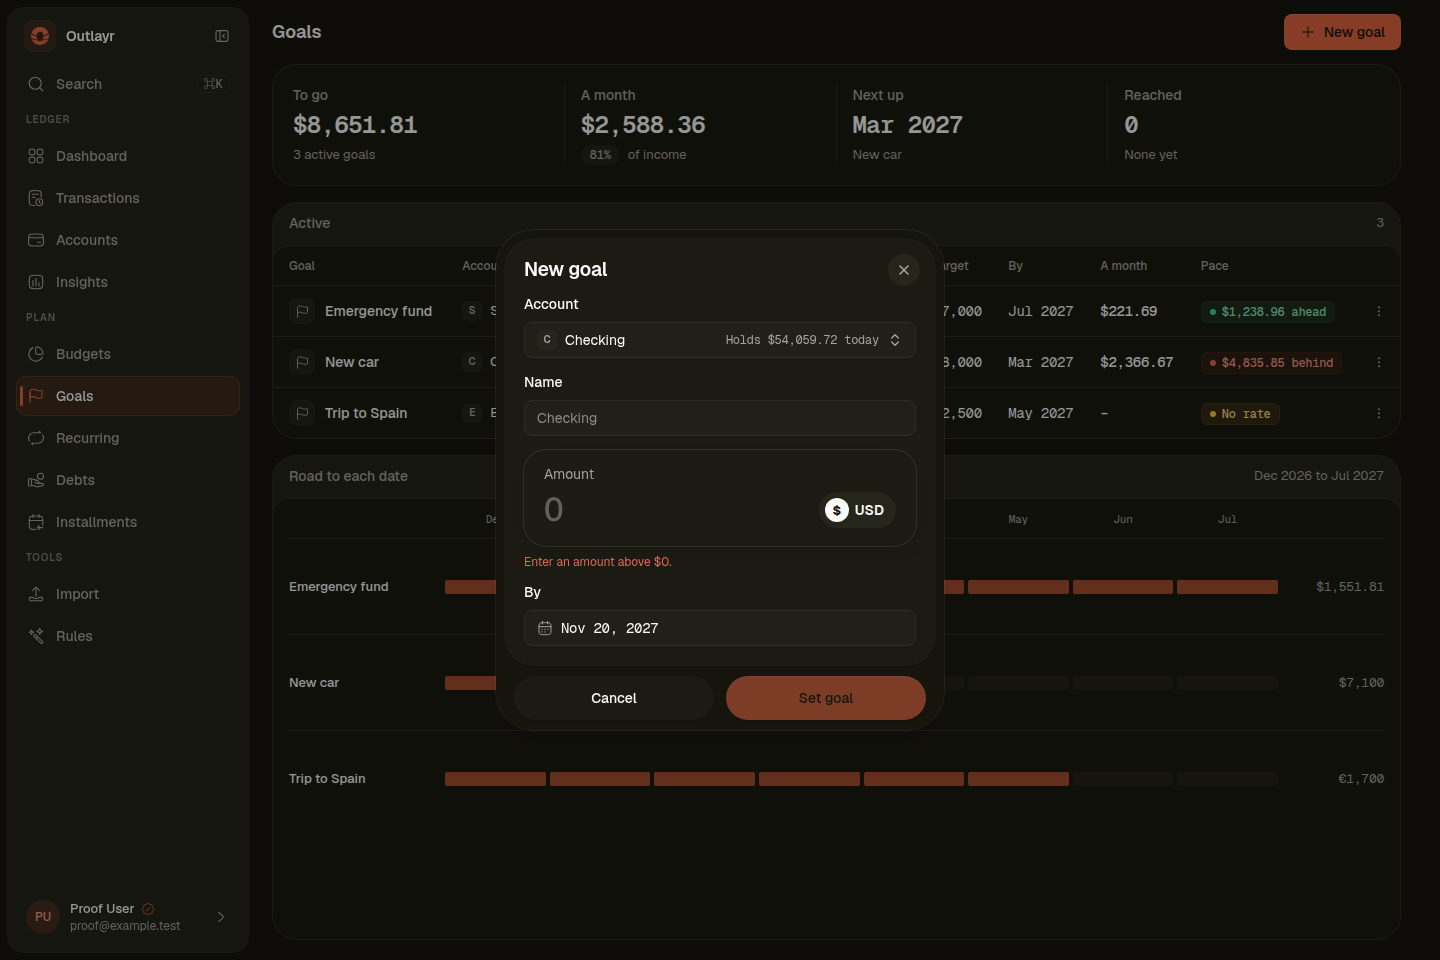 Outlayr
Search ⌘K
LEDGER
Dashboard
Transactions
Accounts
Insights
PLAN
Budgets
Goals
Recurring
Debts
Installments
TOOLS
Import
Rules
PU
Proof User
proof@example.test
Goals
New goal
To go
$8,651.81
3 active goals
A month
$2,588.36
81% of income
Next up
Mar 2027
New car
Reached
0
None yet
Active 3
Goal By A month Pace
Emergency fund S 7,000 Jul 2027 $221.69 $1,238.96 ahead
New car C 8,000 Mar 2027 $2,366.67 $4,835.85 behind
Trip to Spain E 2,500 May 2027 – No rate
Road to each date Dec 2026 to Jul 2027
May Jun Jul
Emergency fund $1,551.81
New car $7,100
Trip to Spain €1,700
New goal
Account
C Checking Holds $54,059.72 today
Name
Checking
Amount
0 $ USD
Enter an amount above $0.
By
Nov 20, 2027
Cancel Set goal